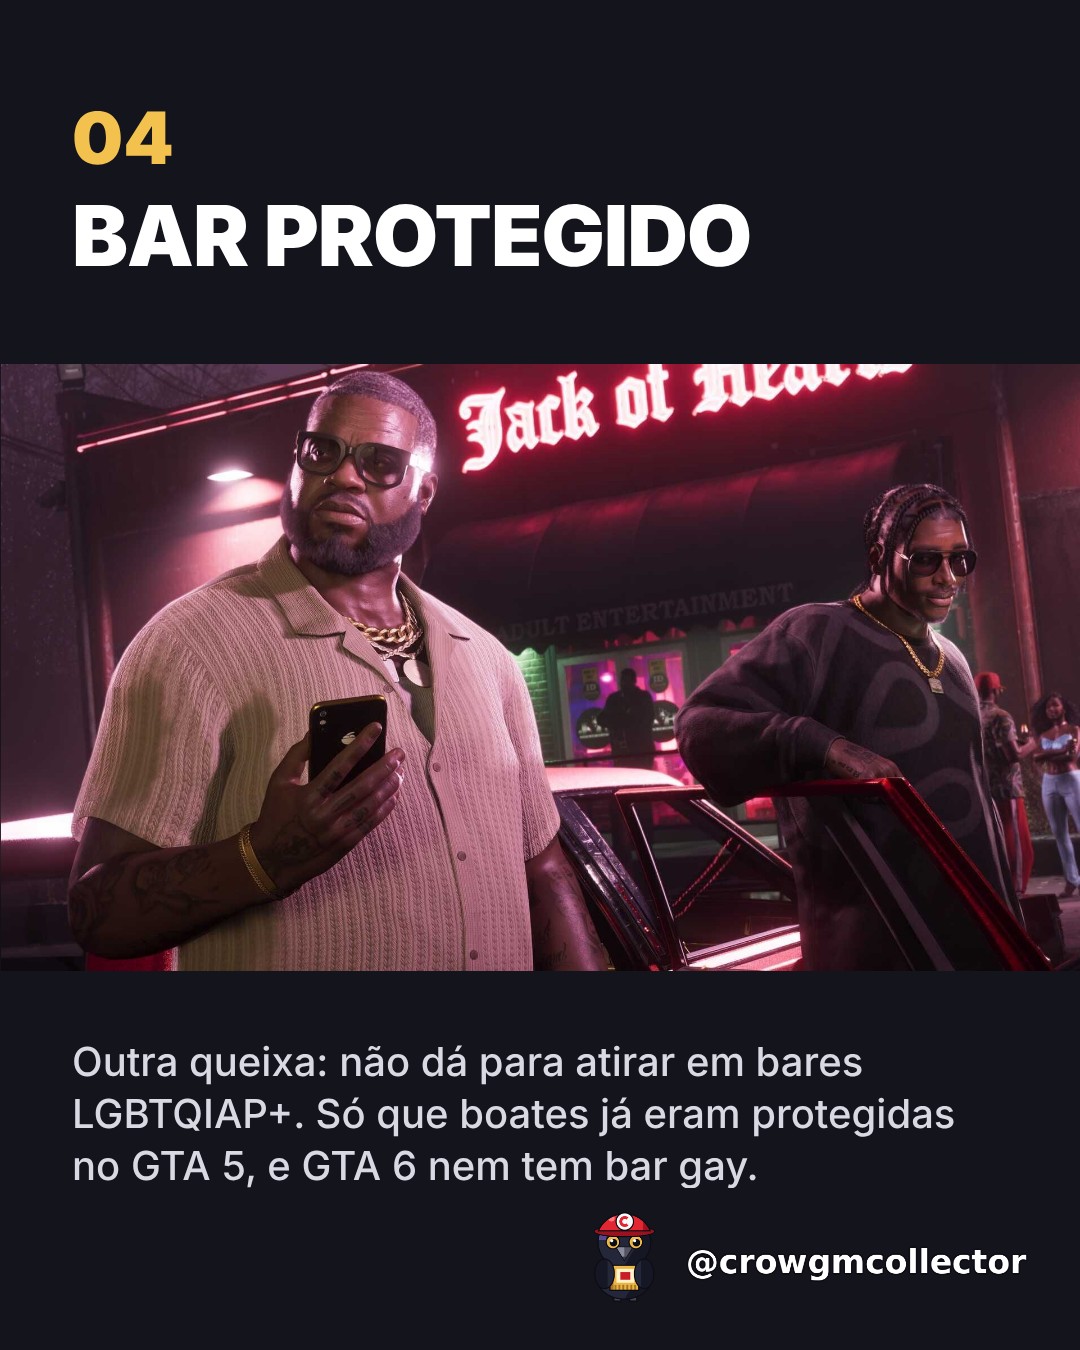 04
BAR PROTEGIDO
Jack of Hearts
ADULT ENTERTAINMENT
Outra queixa: não dá para atirar em bares
LGBTQIAP+. Só que boates já eram protegidas
no GTA 5, e GTA 6 nem tem bar gay.
@crowgmcollector